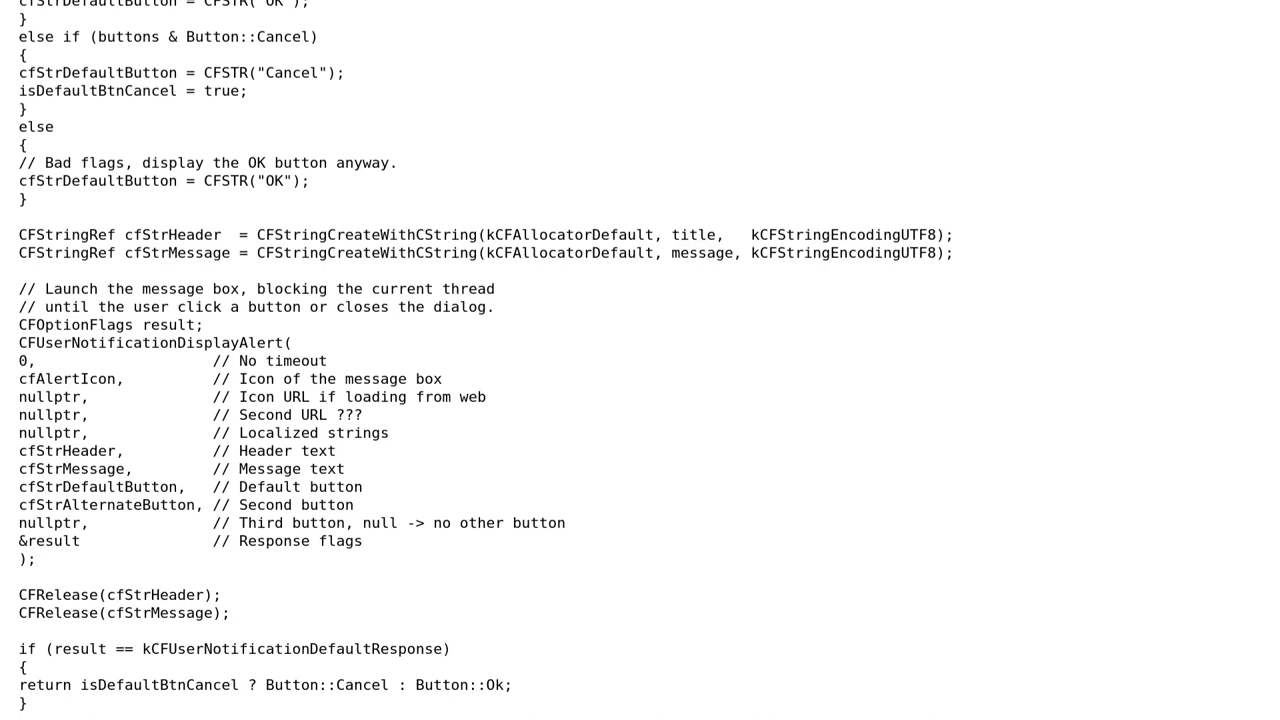 cfStrDefaultButton = CFSTR("OK");
}
else if (buttons & Button::Cancel)
{
cfStrDefaultButton = CFSTR("Cancel");
isDefaultBtnCancel = true;
}
else
{
// Bad flags, display the OK button anyway.
cfStrDefaultButton = CFSTR("OK");
}

CFStringRef cfStrHeader  = CFStringCreateWithCString(kCFAllocatorDefault, title,   kCFStringEncodingUTF8);
CFStringRef cfStrMessage = CFStringCreateWithCString(kCFAllocatorDefault, message, kCFStringEncodingUTF8);

// Launch the message box, blocking the current thread
// until the user click a button or closes the dialog.
CFOptionFlags result;
CFUserNotificationDisplayAlert(
0,                    // No timeout
cfAlertIcon,          // Icon of the message box
nullptr,              // Icon URL if loading from web
nullptr,              // Second URL ???
nullptr,              // Localized strings
cfStrHeader,          // Header text
cfStrMessage,         // Message text
cfStrDefaultButton,   // Default button
cfStrAlternateButton, // Second button
nullptr,              // Third button, null -> no other button
&result               // Response flags
);

CFRelease(cfStrHeader);
CFRelease(cfStrMessage);

if (result == kCFUserNotificationDefaultResponse)
{
return isDefaultBtnCancel ? Button::Cancel : Button::Ok;
}